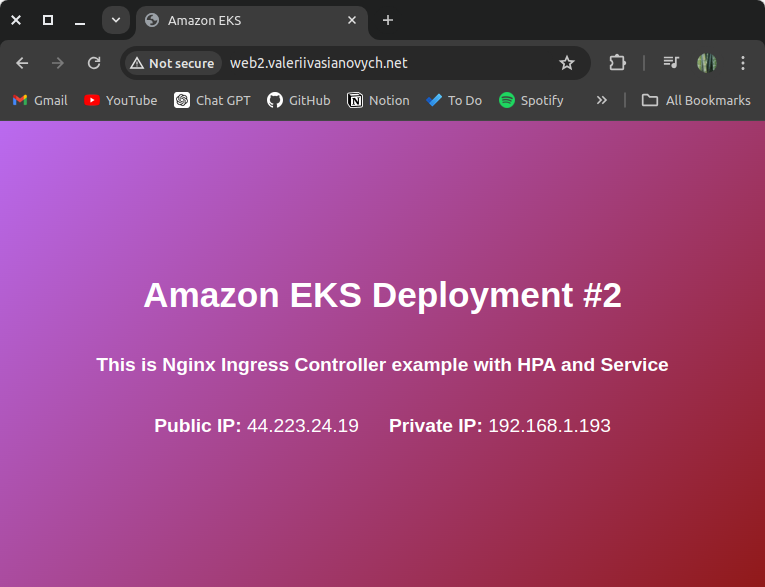 Amazon EKS
Not secure web2.valeriivasianovych.net
Gmail YouTube Chat GPT GitHub Notion To Do Spotify All Bookmarks
Amazon EKS Deployment #2
This is Nginx Ingress Controller example with HPA and Service
Public IP: 44.223.24.19 Private IP: 192.168.1.193